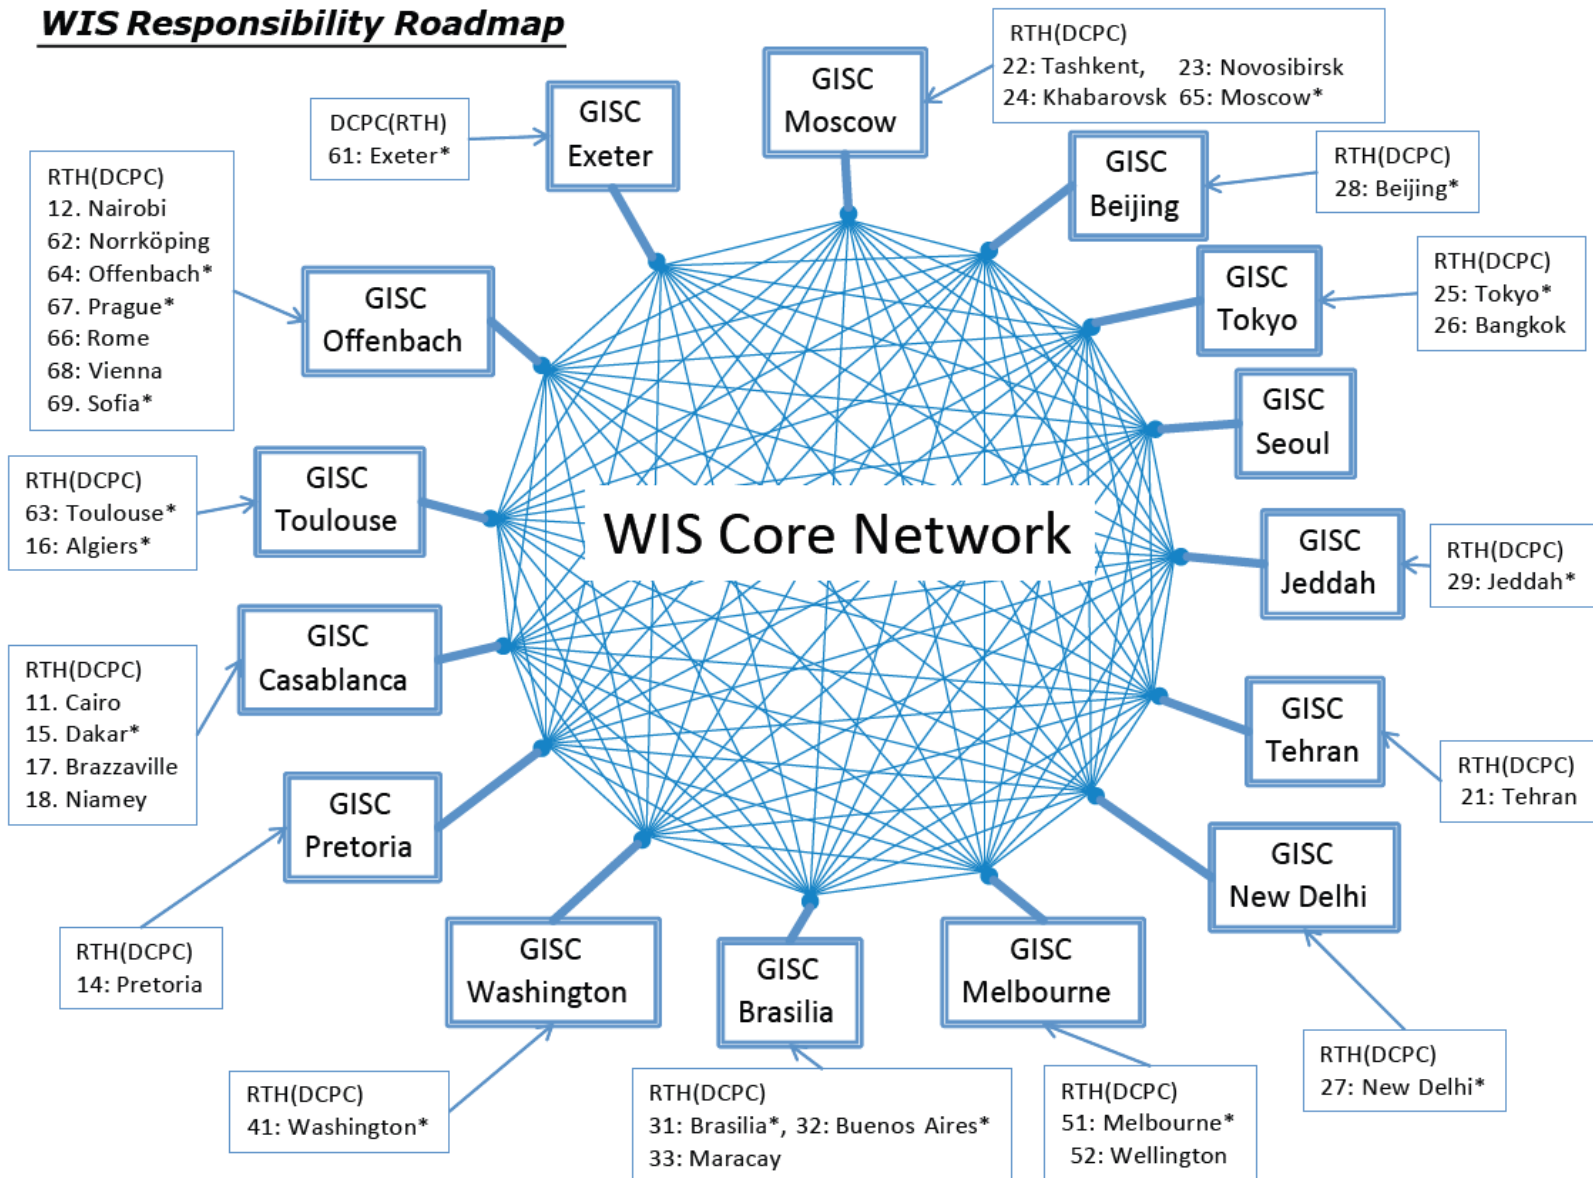 WIS Responsibility Roadmap
RTH(DCPC)
22: Tashkent, 23: Novosibirsk
24: Khabarovsk 65: Moscow*
GISC
Moscow
GISC
Exeter
DCPC(RTH)
61: Exeter*
GISC
Beijing
RTH(DCPC)
28: Beijing*
RTH(DCPC)
12. Nairobi
62: Norrköping
64: Offenbach*
67. Prague*
66: Rome
68: Vienna
69. Sofia*
GISC
Offenbach
GISC
Tokyo
RTH(DCPC)
25: Tokyo*
26: Bangkok
GISC
Seoul
RTH(DCPC)
63: Toulouse*
16: Algiers*
GISC
Toulouse
WIS Core Network
GISC
Jeddah
RTH(DCPC)
29: Jeddah*
RTH(DCPC)
11. Cairo
15. Dakar*
17. Brazzaville
18. Niamey
GISC
Casablanca
GISC
Tehran
RTH(DCPC)
21: Tehran
GISC
Pretoria
RTH(DCPC)
14: Pretoria
GISC
New Delhi
RTH(DCPC)
27: New Delhi*
GISC
Washington
RTH(DCPC)
41: Washington*
GISC
Brasilia
RTH(DCPC)
31: Brasilia*, 32: Buenos Aires*
33: Maracay
GISC
Melbourne
RTH(DCPC)
51: Melbourne*
52: Wellington